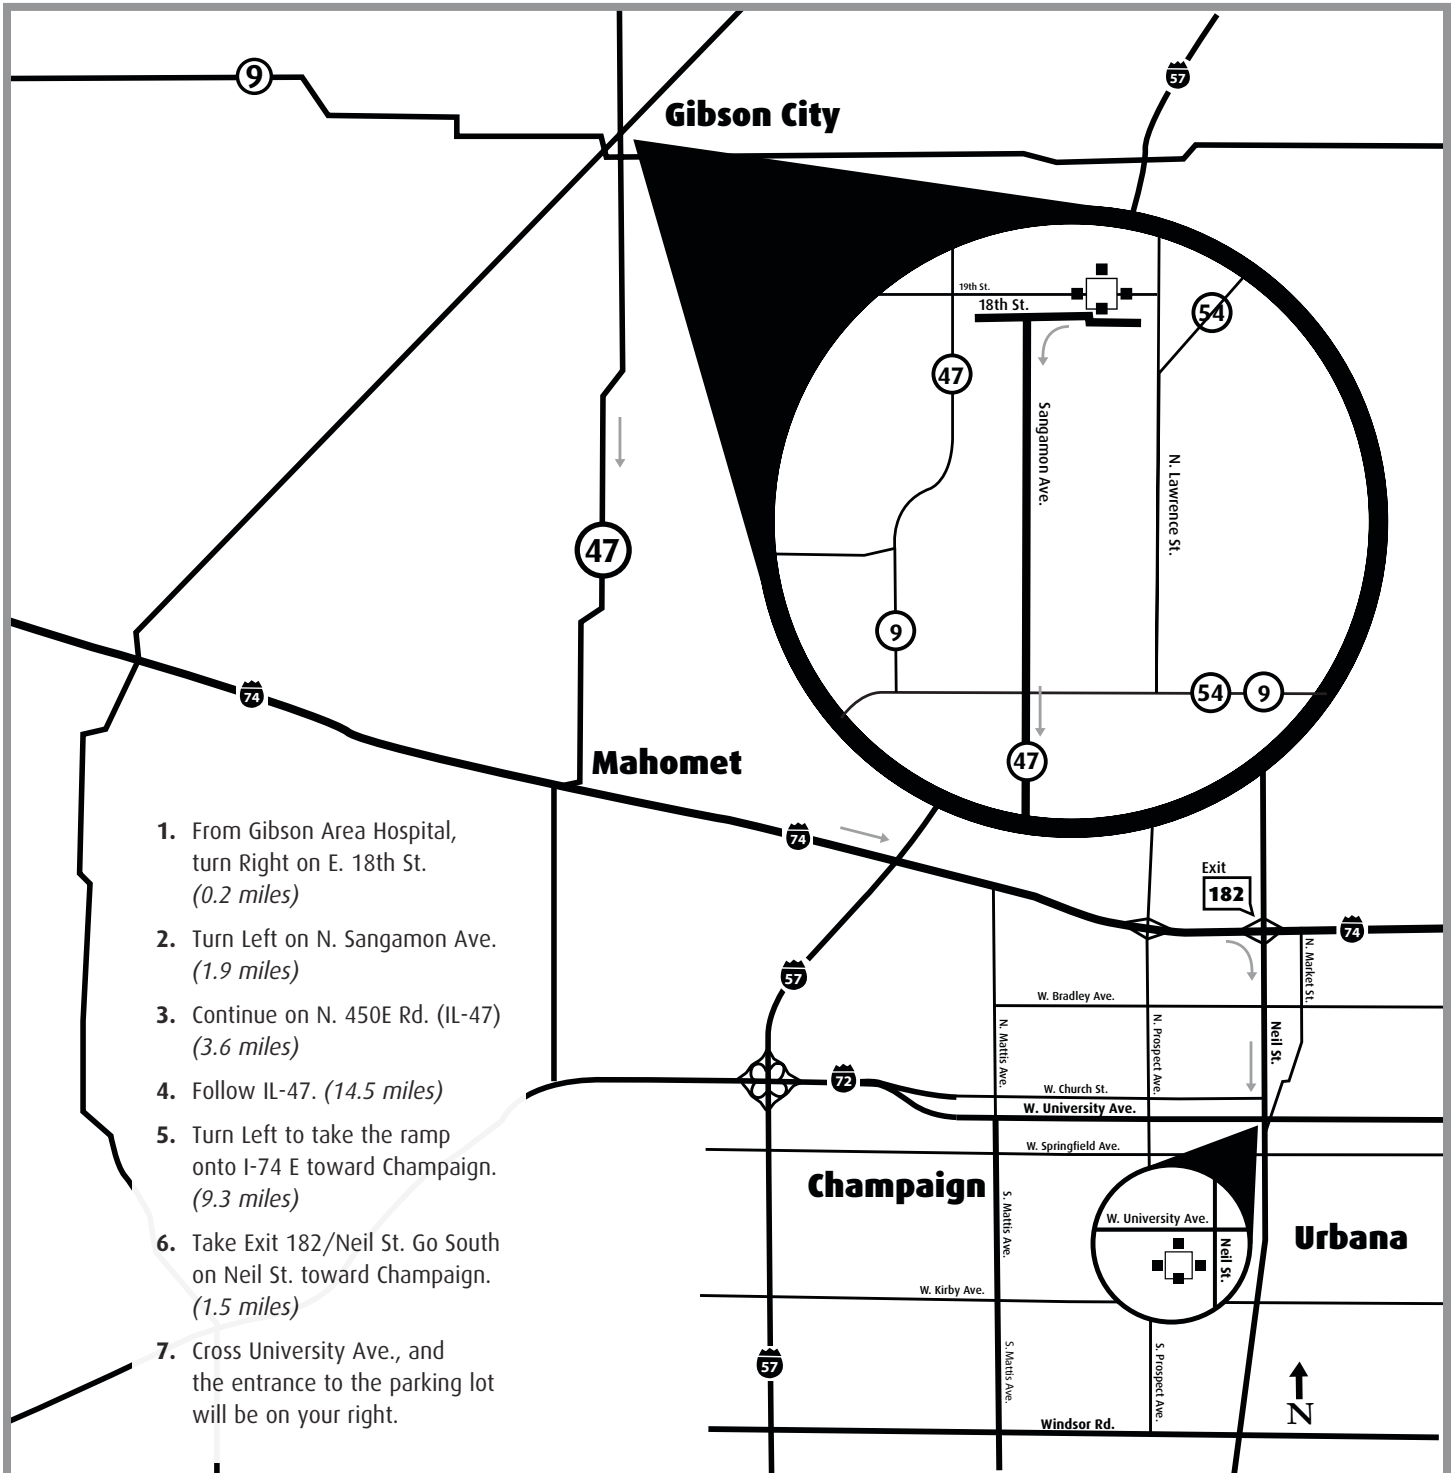 9
57
Gibson City
19th St.
18th St.
54
47
Sangamon Ave.
N. Lawrence St.
47
9
54
9
47
74
Mahomet
74
Exit
182
74
1. From Gibson Area Hospital,
turn Right on E. 18th St.
(0.2 miles)
2. Turn Left on N. Sangamon Ave.
(1.9 miles)
3. Continue on N. 450E Rd. (IL-47)
(3.6 miles)
4. Follow IL-47. (14.5 miles)
5. Turn Left to take the ramp
onto I-74 E toward Champaign.
(9.3 miles)
6. Take Exit 182/Neil St. Go South
on Neil St. toward Champaign.
(1.5 miles)
7. Cross University Ave., and
the entrance to the parking lot
will be on your right.
57
N. Market St.
W. Bradley Ave.
N. Mattis Ave.
N. Prospect Ave.
Neil St.
72
W. Church St.
W. University Ave.
W. Springfield Ave.
Champaign
S. Mattis Ave.
W. University Ave.
Neil St.
Urbana
W. Kirby Ave.
57
S. Mattis Ave.
S. Prospect Ave.
N
Windsor Rd.